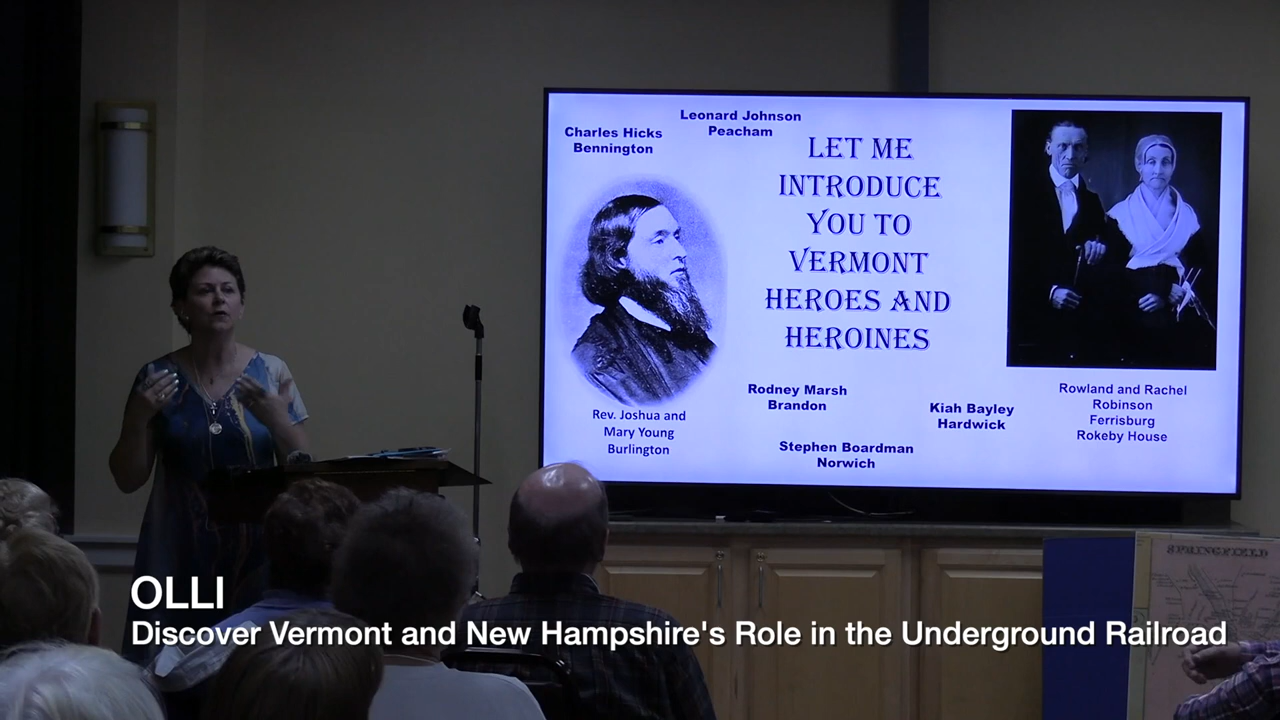 Leonard Johnson
Peacham
Charles Hicks
Bennington
LET ME
INTRODUCE
YOU TO
VERMONT
HEROES AND
HEROINES
Rev. Joshua and
Mary Young
Burlington
Rodney Marsh
Brandon
Kiah Bayley
Hardwick
Stephen Boardman
Norwich
Rowland and Rachel
Robinson
Ferrisburg
Rokeby House
SPRINGFIELD
OLLI
Discover Vermont and New Hampshire's Role in the Underground Railroad